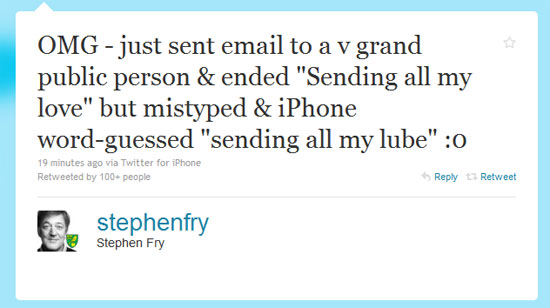 OMG - just sent email to a v grand
public person & ended "Sending all my
love" but mistyped & iPhone
word-guessed "sending all my lube" :0
19 minutes ago via Twitter for iPhone
Retweeted by 100+ people
Reply Retweet
stephenfry
Stephen Fry